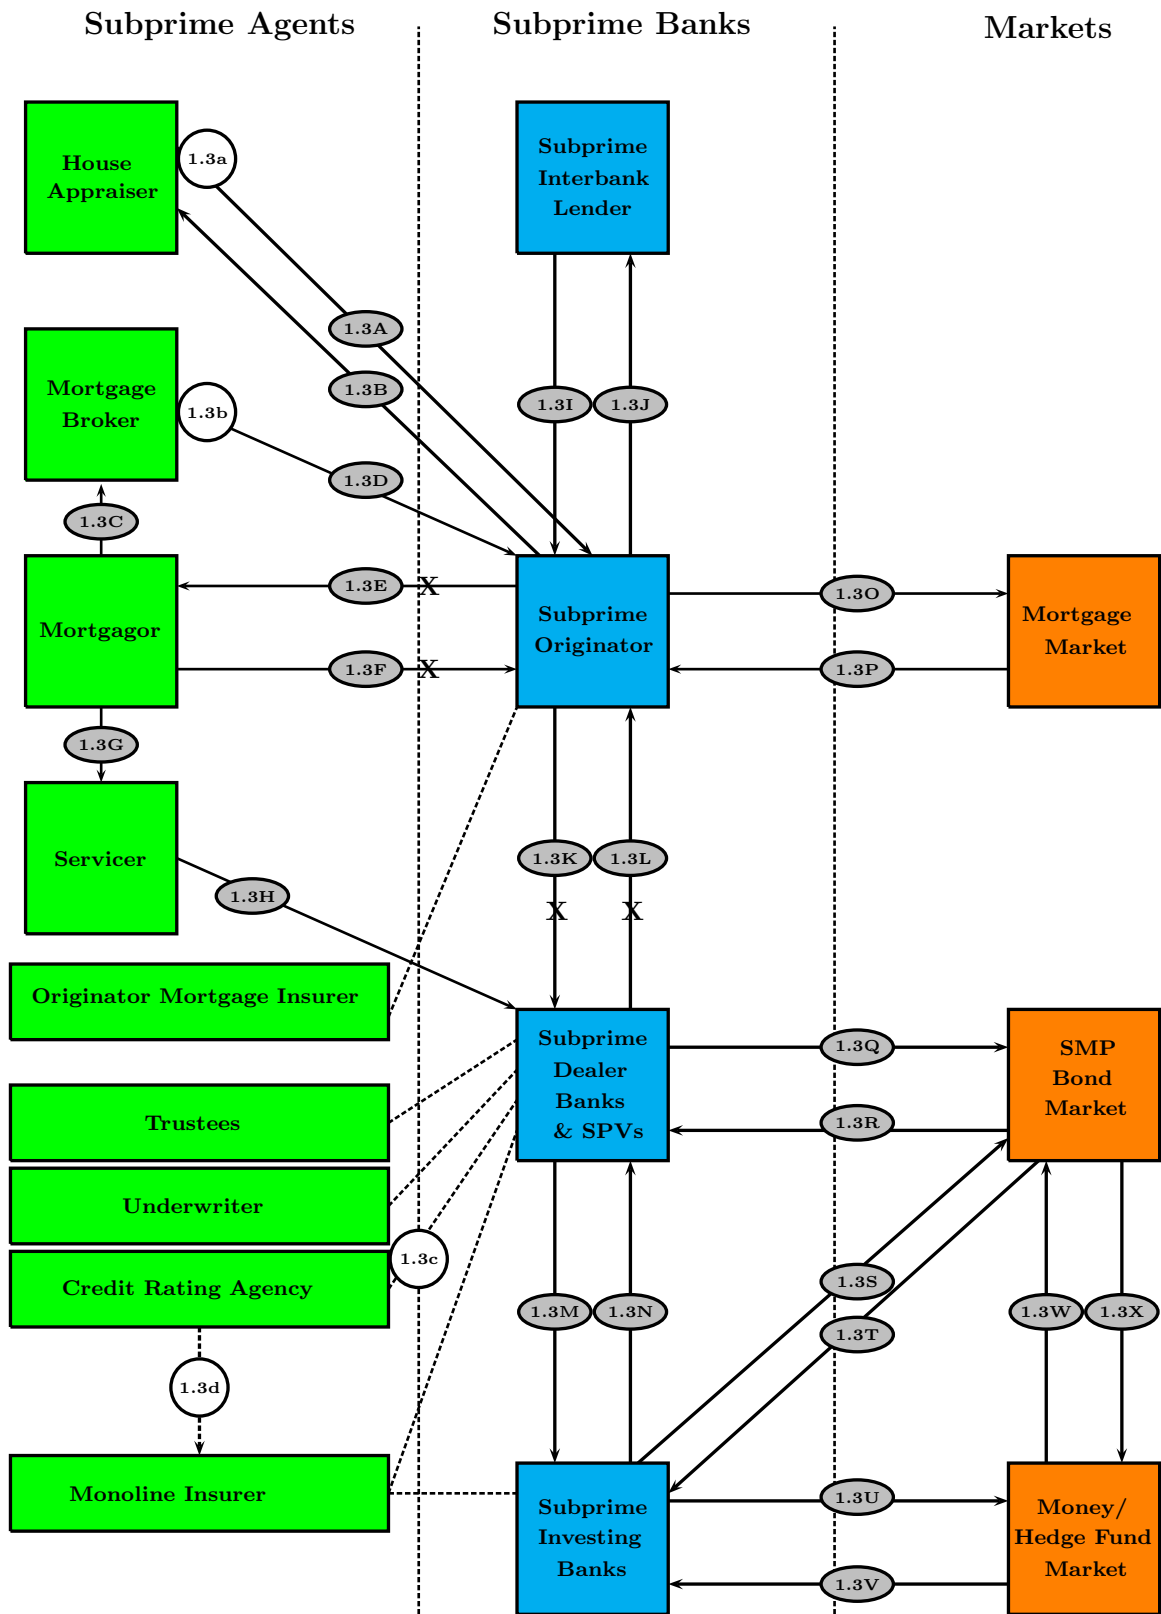 Subprime Agents
Subprime Banks
Markets
House
Appraiser
1.3a
Subprime
Interbank
Lender
1.3A
1.3B
Mortgage
Broker
1.3b
1.3I
1.3J
1.3D
1.3C
Mortgagor
1.3E
X
1.3F
X
Subprime
Originator
1.3O
1.3P
Mortgage
Market
1.3G
Servicer
1.3H
1.3K
1.3L
X
X
Originator Mortgage Insurer
Trustees
Underwriter
Credit Rating Agency
1.3c
1.3d
Monoline Insurer
Subprime
Dealer
Banks
& SPVs
1.3Q
1.3R
SMP
Bond
Market
1.3M
1.3N
1.3S
1.3T
1.3W
1.3X
Subprime
Investing
Banks
1.3U
1.3V
Money/
Hedge Fund
Market